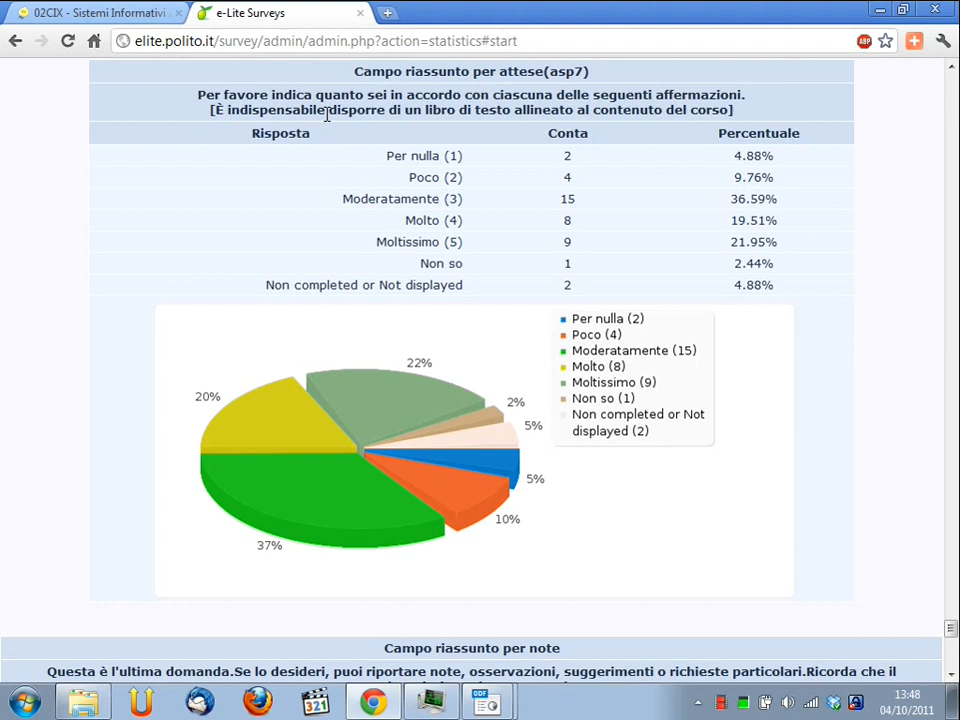 02CIX - Sistemi Informativi
e-Lite Surveys
elite.polito.it/survey/admin/admin.php?action=statistics#start
ABP
Campo riassunto per attese(asp7)
Per favore indica quanto sei in accordo con ciascuna delle seguenti affermazioni.
[È indispensabile disporre di un libro di testo allineato al contenuto del corso]
Risposta Conta Percentuale
Per nulla (1) 2 4.88%
Poco (2) 4 9.76%
Moderatamente (3) 15 36.59%
Molto (4) 8 19.51%
Moltissimo (5) 9 21.95%
Non so 1 2.44%
Non completed or Not displayed 2 4.88%
Per nulla (2)
Poco (4)
Moderatamente (15)
Molto (8)
Moltissimo (9)
Non so (1)
Non completed or Not
displayed (2)
22%
20%
2%
5%
5%
10%
37%
Campo riassunto per note
Questa è l'ultima domanda.Se lo desideri, puoi riportare note, osservazioni, suggerimenti o richieste particolari.Ricorda che il
321
ODF
13:48
04/10/2011